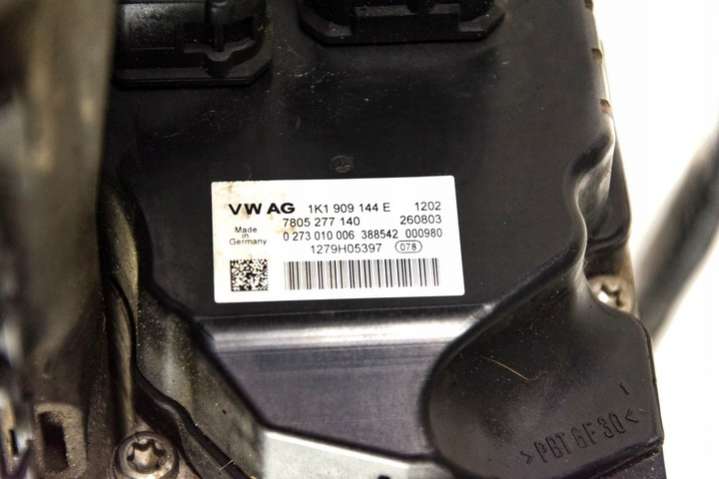 VW AG 1K1 909 144 E 1202
7805 277 140 260803
Made in Germany 0 273 010 006 388542 000980
1279H05397 078
>PBT GF30<